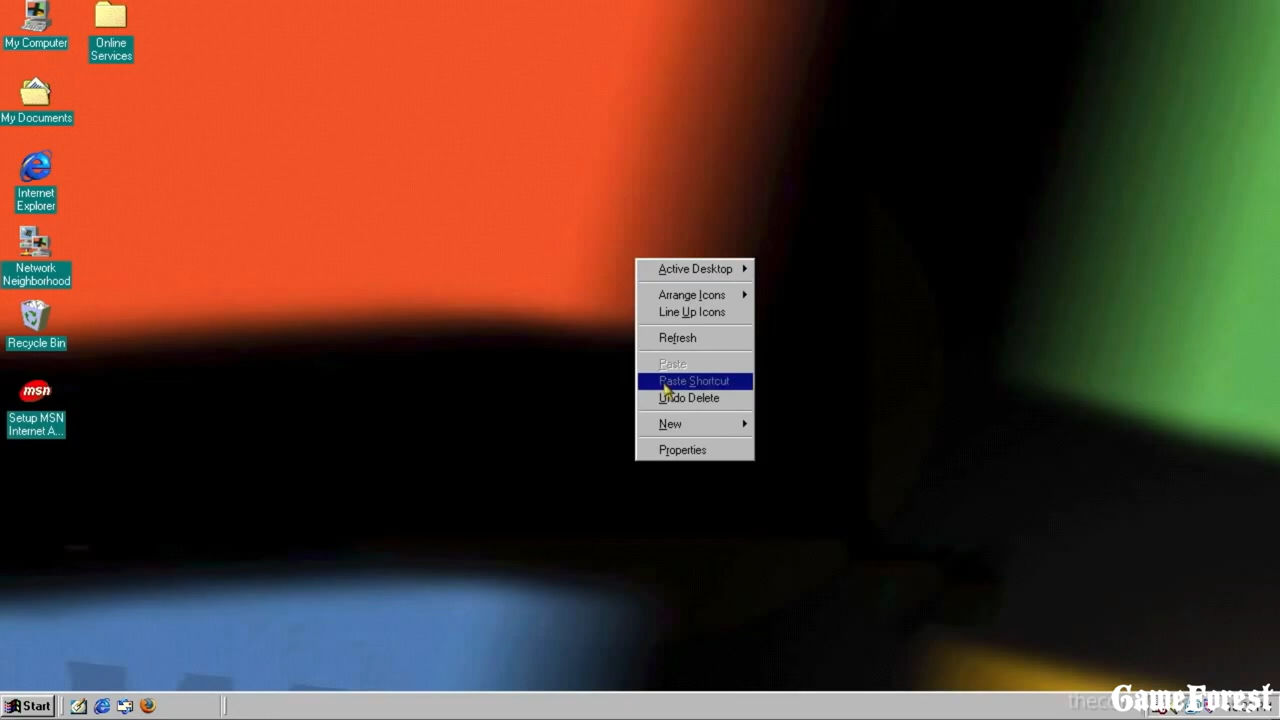 My Computer
Online
Services
My Documents
Internet
Explorer
Network
Neighborhood
Recycle Bin
msn
Setup MSN
Internet A...
Active Desktop
Arrange Icons
Line Up Icons
Refresh
Paste
Paste Shortcut
Undo Delete
New
Properties
Start
GameForest